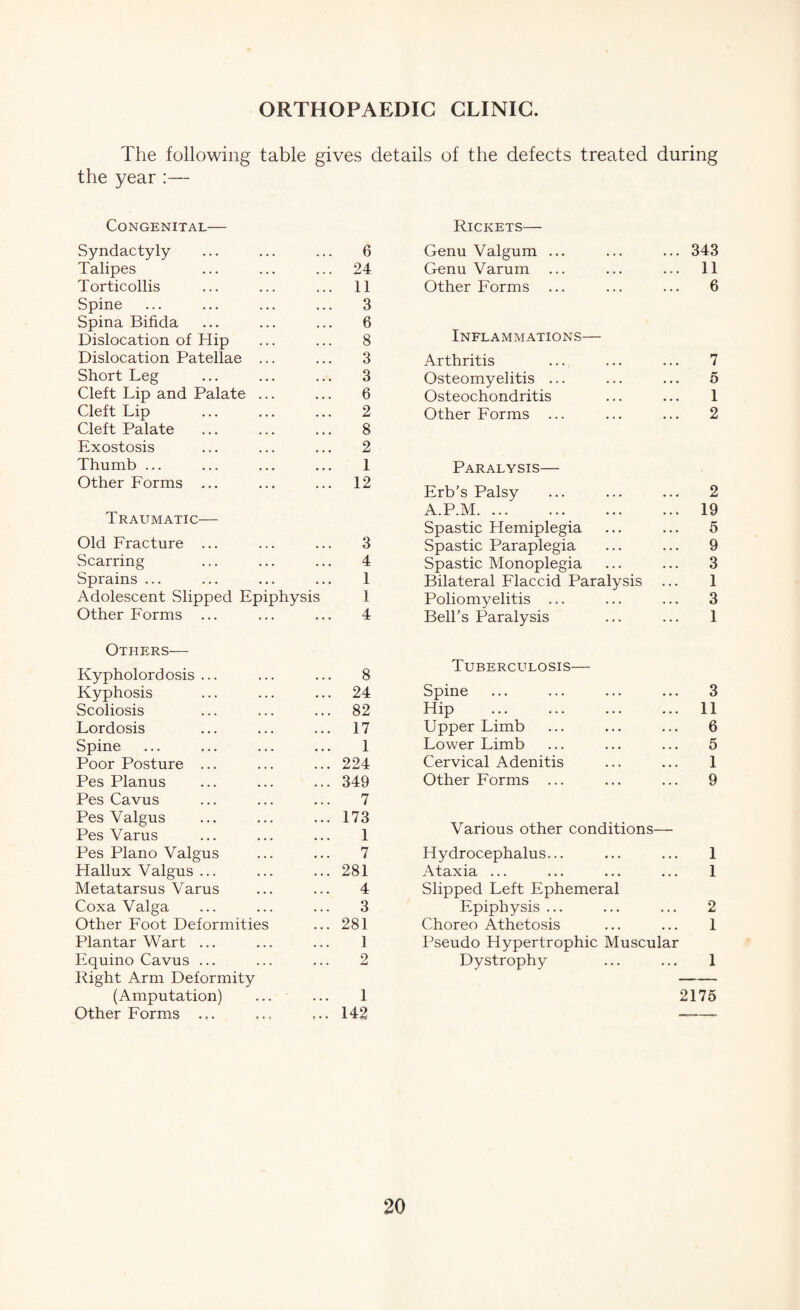 ORTHOPAEDIC CLINIC.
The following table gives details of the defects treated during
the year :—
Congenital—
Syndactyly ... ... ... 6
Talipes ... ... ... 24
Torticollis ... ... ... 11
Spine ... ... ... ... 3
Spina Bifida ... ... ... 6
Dislocation of Hip ... ... 8
Dislocation Patellae ... ... 3
Short Leg ... ... ... 3
Cleft Lip and Palate ... ... 6
Cleft Lip ... ... ... 2
Cleft Palate ... ... ... 8
Exostosis ... ... ... 2
Thumb ... ... ... ... 1
Other Forms ... ... ... 12
Traumatic—
Old Fracture ... ... ... 3
Scarring ... ... ... 4
Sprains ... ... ... ... 1
Adolescent Slipped Epiphysis 1
Other Forms ... ... ... 4
Others—
Kypholordosis ... ... ... 8
Kyphosis ... ... ... 24
Scoliosis ... ... ... 82
Lordosis ... ... ... 17
Spine ... ... ... ... 1
Poor Posture ... ... ... 224
Pes Planus ... ... ... 349
Pes Cavus ... ... ... 7
Pes Valgus ... ... ... 173
Pes Varus ... ... ... 1
Pes Plano Valgus ... ... 7
Hallux Valgus ... ... ... 281
Metatarsus Varus ... ... 4
Coxa Valga ... ... ... 3
Other Foot Deformities ... 281
Plantar Wart ... ... ... 1
Equino Cavus ... ... ... 2
Right Arm Deformity
(Amputation) ... ... 1
Other Forms ... ... ... 142
Rickets—
Genu Valgum ... ... ... 343
Genu Varum ... ... ... 11
Other Forms ... ... ... 6
Inflammations—
Arthritis ... ... ... 7
Osteomyelitis ... ... ... 5
Osteochondritis ... ... 1
Other Forms ... ... ... 2
Paralysis—
Erb's Palsy ... ... ... 2
A.P.M. ... ... ... ... 19
Spastic Hemiplegia ... ... 5
Spastic Paraplegia ... ... 9
Spastic Monoplegia ... ... 3
Bilateral Flaccid Paralysis ... 1
Poliomyelitis ... ... ... 3
Bell's Paralysis ... ... 1
Tuberculosis—
Spine ... ... ... ... 3
Hip ... ... ... ... 11
Upper Limb ... ... ... 6
Lower Limb ... ... ... 5
Cervical Adenitis ... ... 1
Other Forms ... ... ... 9
Various other conditions—
Hydrocephalus... ... ... 1
Ataxia ... ... ... ... 1
Slipped Left Ephemeral
Epiphysis ... ... ... 2
Choreo Athetosis ... ... 1
Pseudo Hypertrophic Muscular
Dystrophy ... ... 1
2175
20